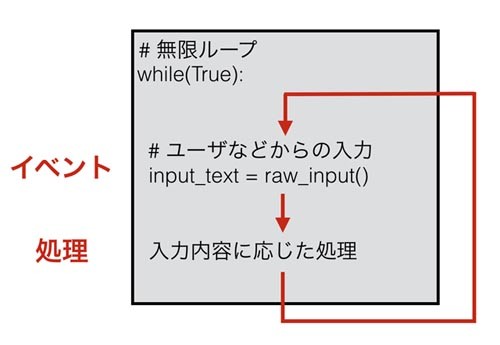 # 無限ループ
while(True):
# ユーザなどからの入力
イベント
input_text = raw_input()
処理
入力内容に応じた処理